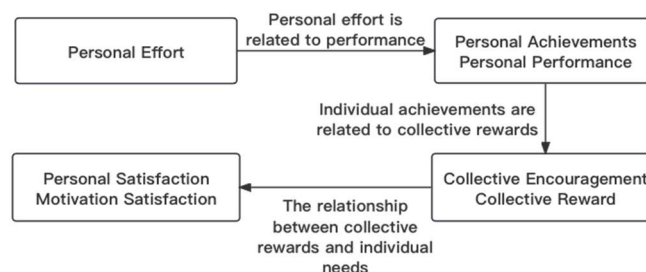 Personal Effort
Personal effort is
related to performance
Personal Achievements
Personal Performance
Individual achievements are
related to collective rewards
Collective Encouragement
Collective Reward
The relationship
between collective
rewards and individual
needs
Personal Satisfaction
Motivation Satisfaction